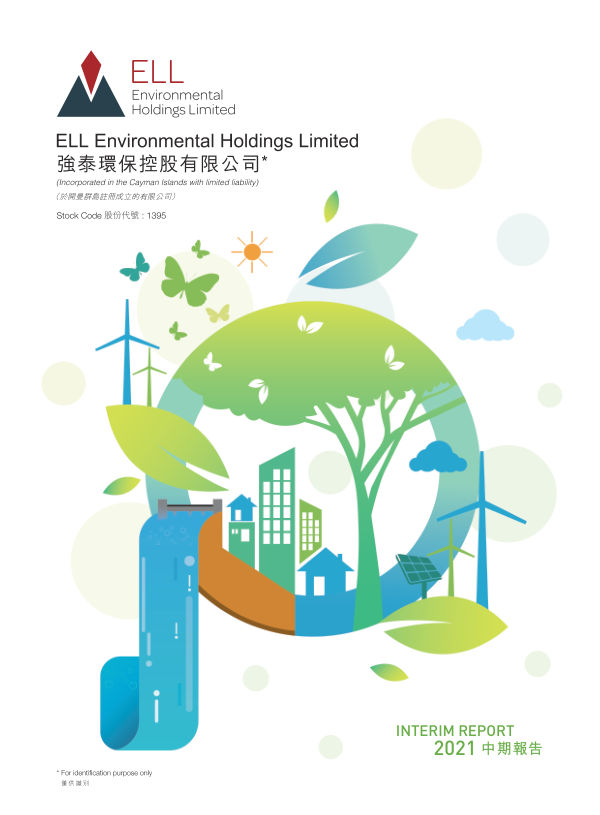 ELL
Environmental
Holdings Limited
ELL Environmental Holdings Limited
強泰環保控股有限公司*
(Incorporated in the Cayman Islands with limited liability)
（於開曼群島註冊成立的有限公司）
Stock Code 股份代號 : 1395
INTERIM REPORT
2021 中期報告
* For identification purpose only
僅供識別